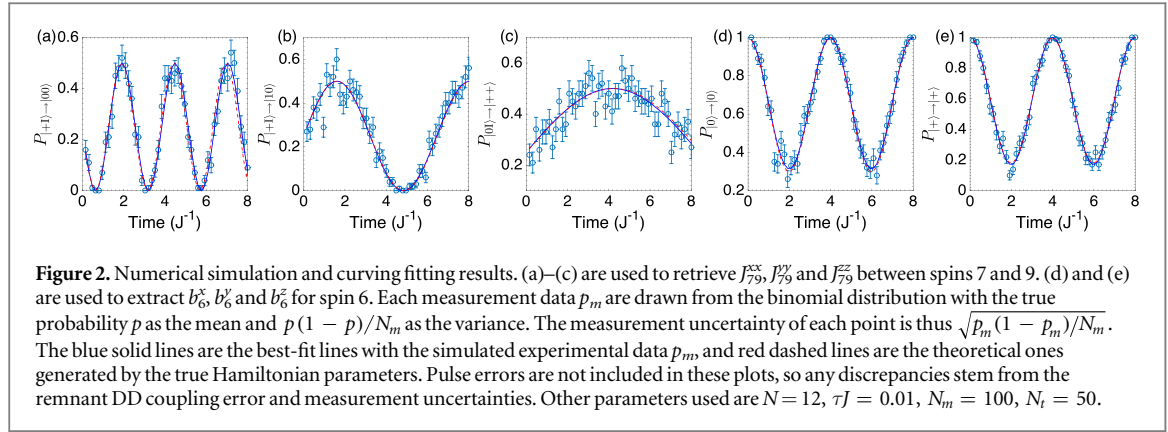 (a) (b) (c) (d) (e)
0.6 0.6 0.6 1 1
0.4 0.4 0.4 0.8 0.8
0.2 0.2 0.2 0.6 0.6
0 0 0.4 0.4
0.2 0.2
0 
P|+I⟩→|00⟩ P|+I⟩→|10⟩ P|0I⟩→|++⟩ P|0⟩→|0⟩ P|+⟩→|+⟩
0 2 4 6 8 0 2 4 6 8 0 2 4 6 8 0 2 4 6 8 0 2 4 6 8
Time (J⁻¹) Time (J⁻¹) Time (J⁻¹) Time (J⁻¹) Time (J⁻¹)
Figure 2. Numerical simulation and curving fitting results. (a)–(c) are used to retrieve J₇₉ˣˣ, J₇₉ʸʸ and J₇₉ᶻᶻ between spins 7 and 9. (d) and (e)
are used to extract b₆ˣ, b₆ʸ and b₆ᶻ for spin 6. Each measurement data pₘ are drawn from the binomial distribution with the true
probability p as the mean and p(1 − p)/Nₘ as the variance. The measurement uncertainty of each point is thus √(pₘ(1 − pₘ)/Nₘ).
The blue solid lines are the best-fit lines with the simulated experimental data pₘ, and red dashed lines are the theoretical ones
generated by the true Hamiltonian parameters. Pulse errors are not included in these plots, so any discrepancies stem from the
remnant DD coupling error and measurement uncertainties. Other parameters used are N = 12, τJ = 0.01, Nₘ = 100, Nₜ = 50.